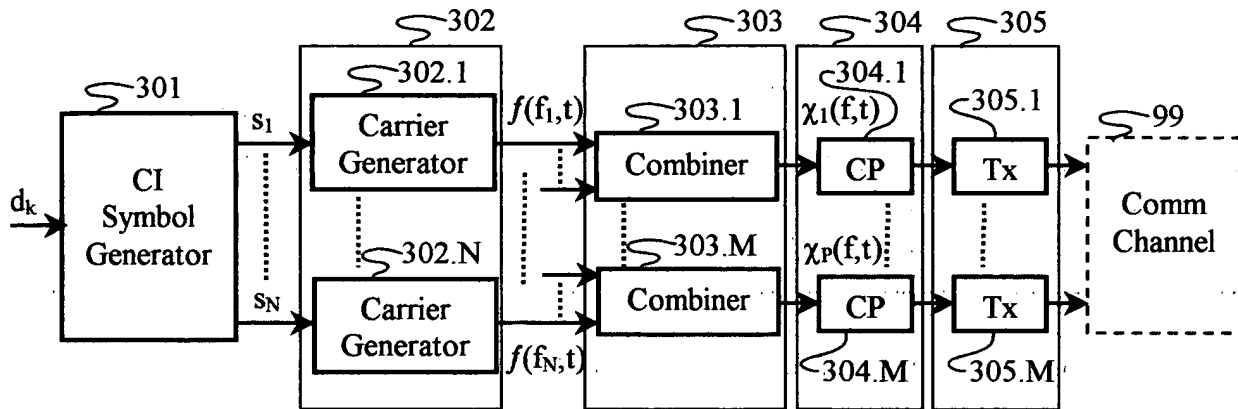 302
303
304
305
301
302.1
304.1
99
s₁
Carrier
Generator
f(f₁,t)
303.1
χ₁(f,t)
305.1
Combiner
CP
Tx
CI
Symbol
Generator
dₖ
Comm
Channel
302.N
303.M
χP(f,t)
sN
Carrier
Generator
Combiner
CP
Tx
f(fN,t)
304.M
305.M